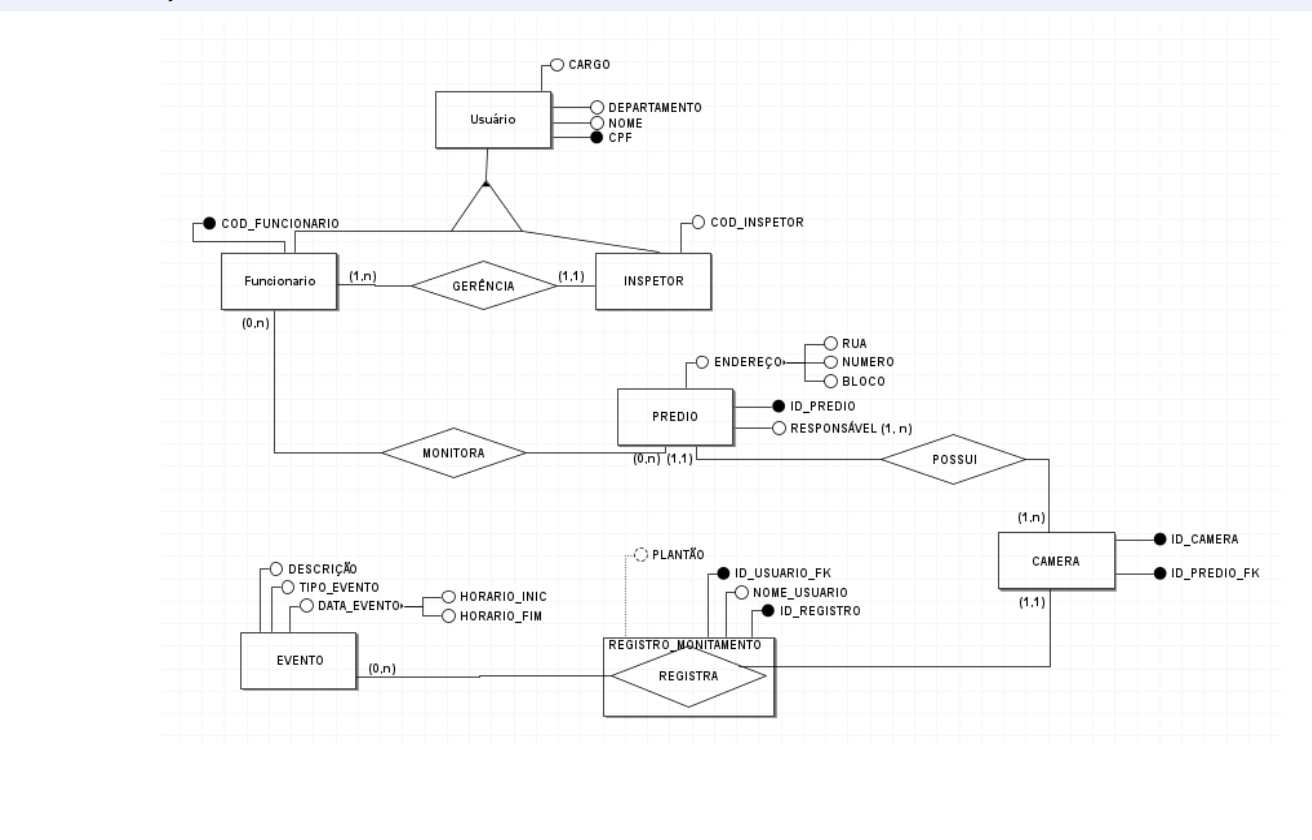 CARGO
Usuário
DEPARTAMENTO
NOME
CPF
COD_FUNCIONARIO
COD_INSPETOR
Funcionario
(1,n)
GERÊNCIA
(1,1)
INSPETOR
(0,n)
RUA
ENDEREÇO
NUMERO
BLOCO
PREDIO
ID_PREDIO
RESPONSÁVEL (1, n)
MONITORA
(0,n) (1,1)
POSSUI
(1,n)
CAMERA
ID_CAMERA
ID_PREDIO_FK
(1,1)
PLANTÃO
DESCRIÇÃO
TIPO_EVENTO
DATA_EVENTO
HORARIO_INIC
HORARIO_FIM
ID_USUARIO_FK
NOME_USUARIO
ID_REGISTRO
REGISTRO_MONITAMENTO
EVENTO
(0,n)
REGISTRA